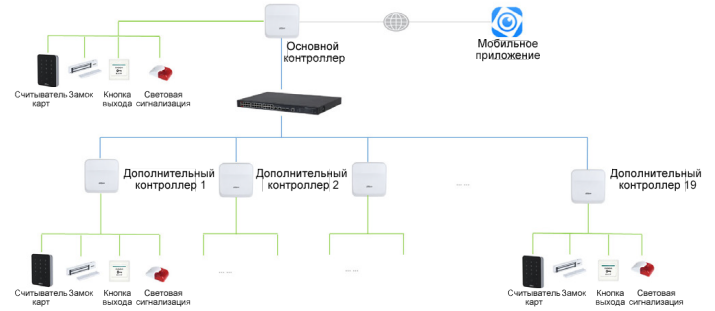 Основной
контроллер
Мобильное
приложение
Считыватель
карт
Замок
Кнопка
выхода
Световая
сигнализация
Дополнительный
контроллер 1
Дополнительный
контроллер 2
Дополнительный
контроллер 19
... ...
... ...
... ...
Считыватель
карт
Замок
Кнопка
выхода
Световая
сигнализация
Считыватель
карт
Замок
Кнопка
выхода
Световая
сигнализация